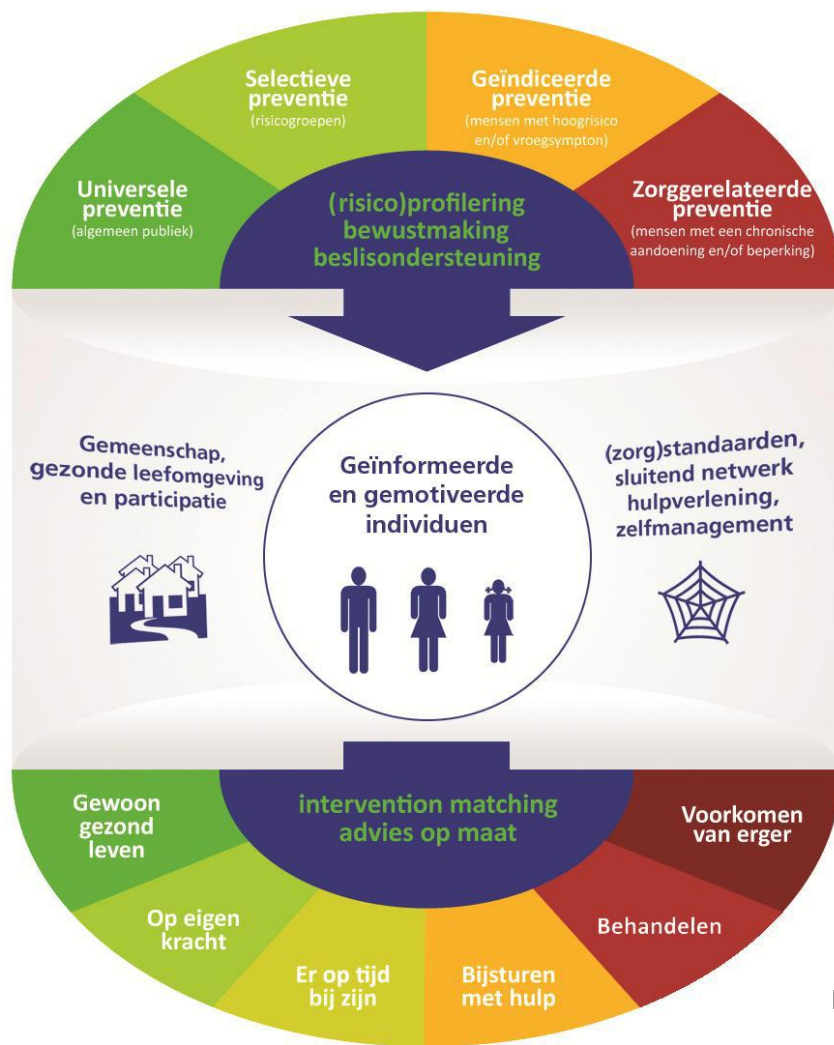 Selectieve
preventie
(risicogroepen)
Geïndiceerde
preventie
(mensen met hoogrisico
en/of vroegsympton)
Universele
preventie
(algemeen publiek)
Zorggerelateerde
preventie
(mensen met een chronische
aandoening en/of beperking)
(risico)profilering
bewustmaking
beslisondersteuning
Gemeenschap,
gezonde leefomgeving
en participatie
Geïnformeerde
en gemotiveerde
individuen
(zorg)standaarden,
sluitend netwerk
hulpverlening,
zelfmanagement
intervention matching
advies op maat
Gewoon
gezond
leven
Op eigen
kracht
Er op tijd
bij zijn
Bijsturen
met hulp
Behandelen
Voorkomen
van erger